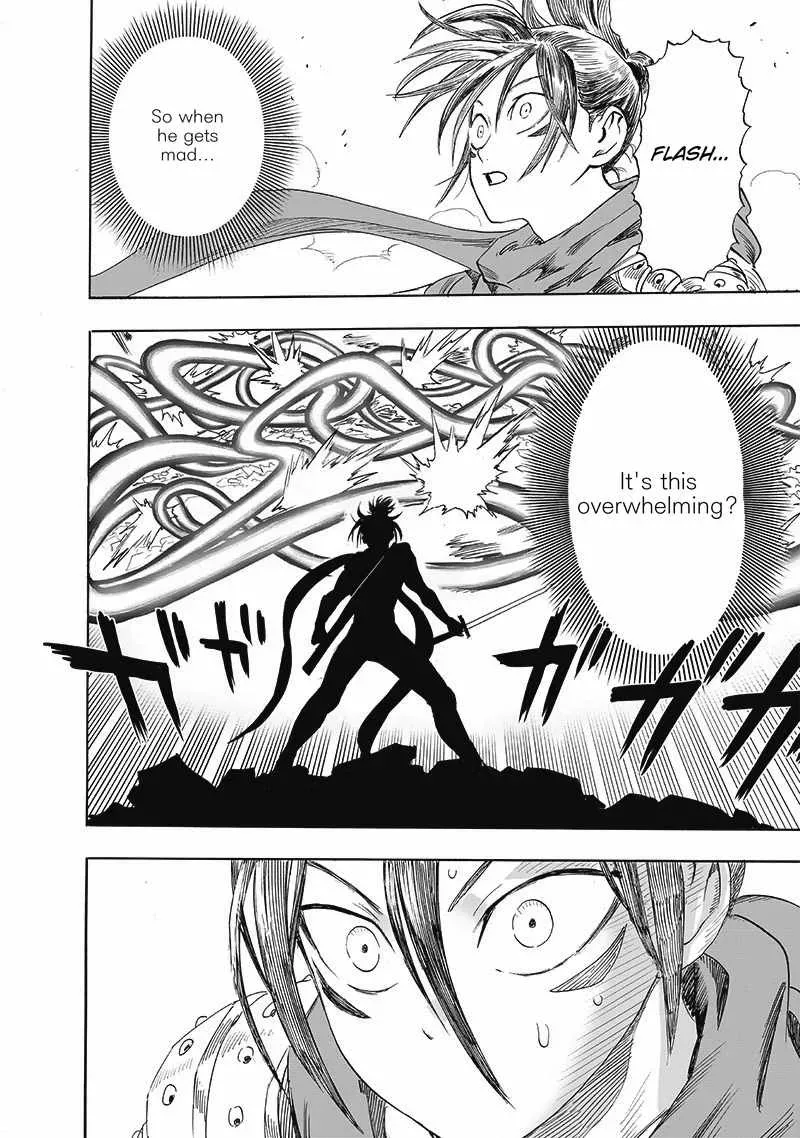 FLASH...
So when
he gets
mad...
It's this
overwhelming?
ガガガガガ